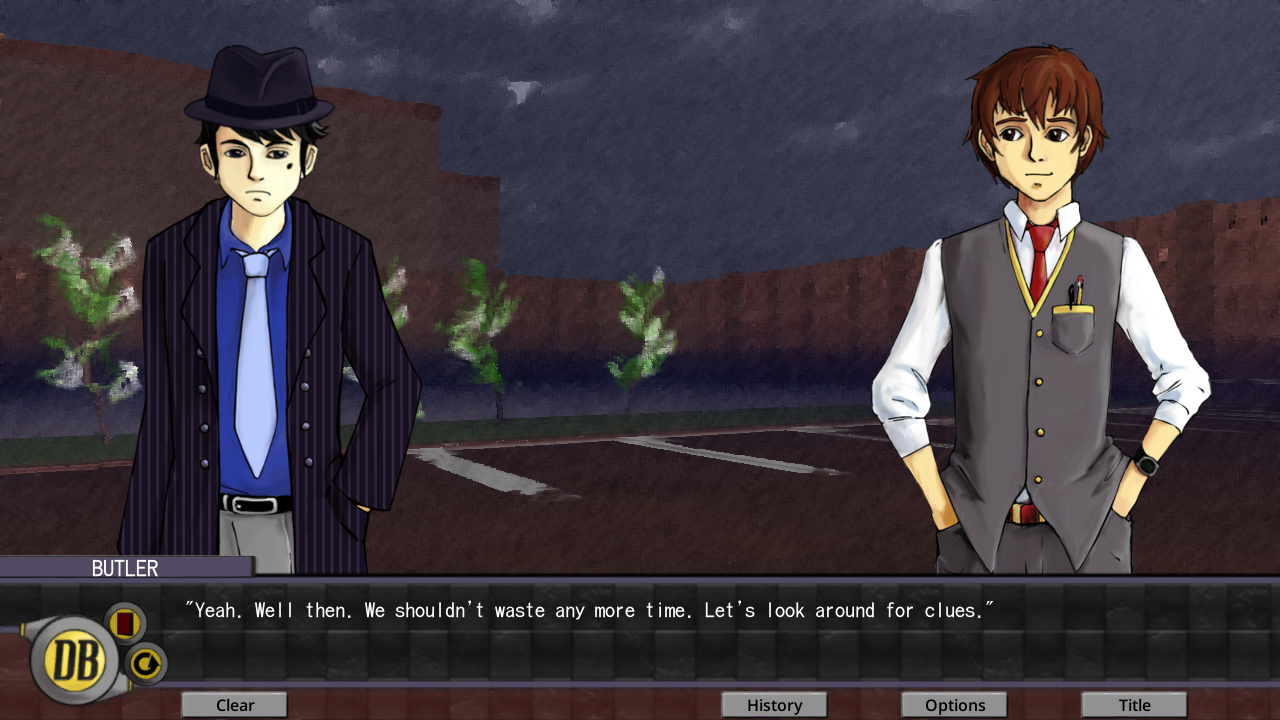 BUTLER
"Yeah. Well then. We shouldn't waste any more time. Let's look around for clues."
DB
Clear
History
Options
Title